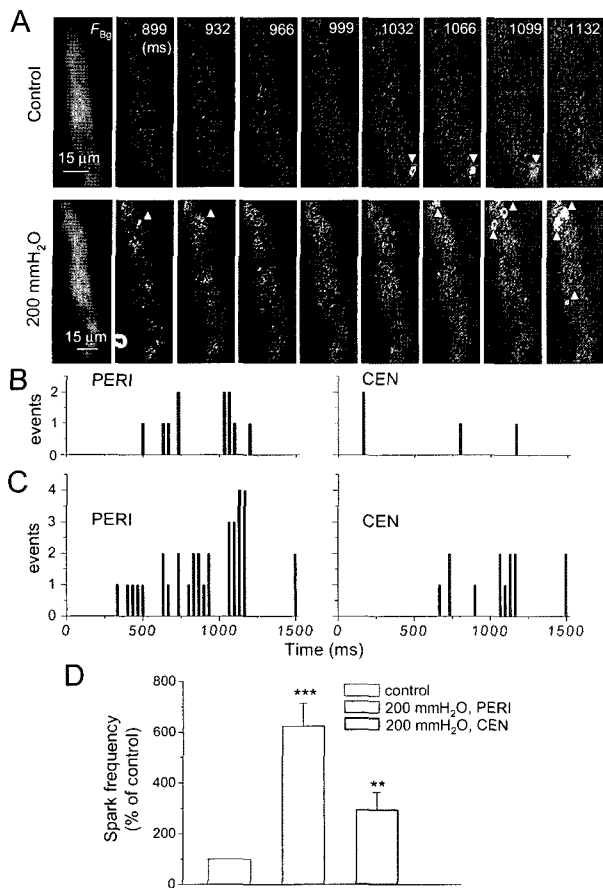 A
F_Bg 899 932 966 999 1032 1066 1099 1132
(ms)
Control
15 µm
200 mmH₂O
15 µm
B
PERI
CEN
events
2
1
0
C
PERI
CEN
events
4
3
2
1
0
0 500 1000 1500
0 500 1000 1500
Time (ms)
D
Spark frequency
(% of control)
800
600
400
200
0
***
**
control
200 mmH₂O, PERI
200 mmH₂O, CEN